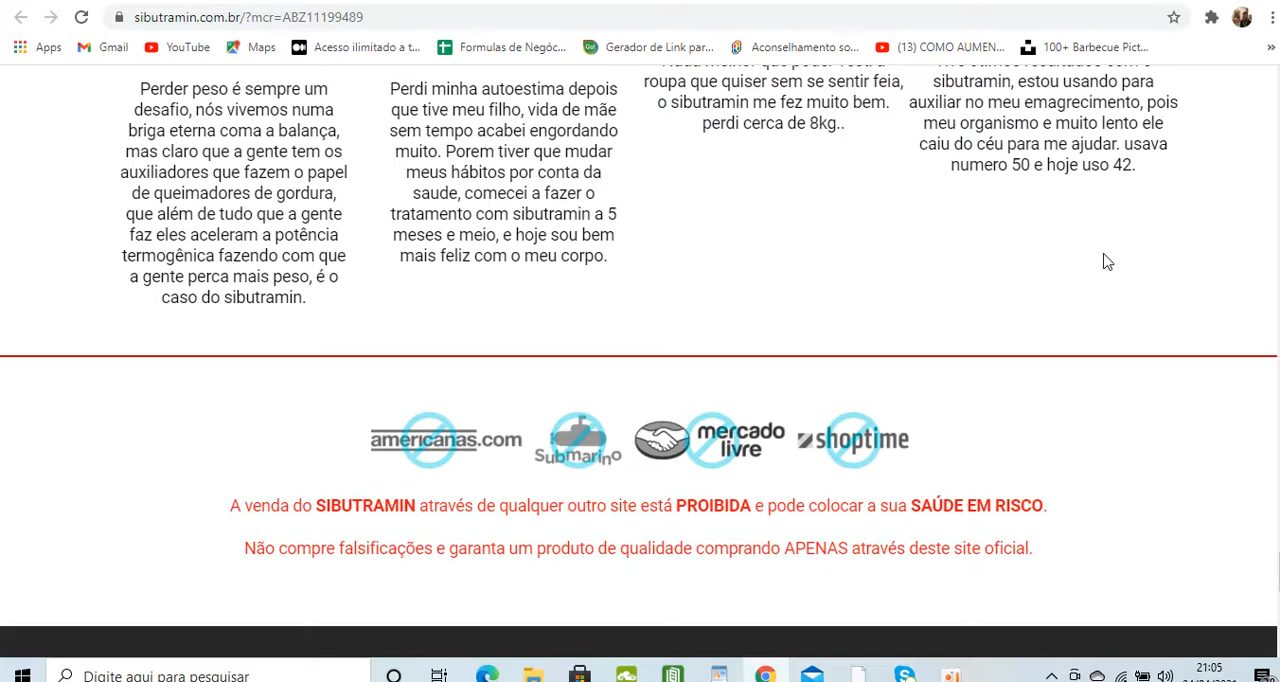 sibutramin.com.br/?mcr=ABZ11199489
Apps Gmail YouTube Maps Acesso ilimitado a t... Formulas de Negóc... Gerador de Link par... Aconselhamento so... (13) COMO AUMEN... 100+ Barbecue Pict... »
Perder peso é sempre um
desafio, nós vivemos numa
briga eterna coma a balança,
mas claro que a gente tem os
auxiliadores que fazem o papel
de queimadores de gordura,
que além de tudo que a gente
faz eles aceleram a potência
termogênica fazendo com que
a gente perca mais peso, é o
caso do sibutramin.
Perdi minha autoestima depois
que tive meu filho, vida de mãe
sem tempo acabei engordando
muito. Porem tiver que mudar
meus hábitos por conta da
saude, comecei a fazer o
tratamento com sibutramin a 5
meses e meio, e hoje sou bem
mais feliz com o meu corpo.
roupa que quiser sem se sentir feia,
o sibutramin me fez muito bem.
perdi cerca de 8kg..
sibutramin, estou usando para
auxiliar no meu emagrecimento, pois
meu organismo e muito lento ele
caiu do céu para me ajudar. usava
numero 50 e hoje uso 42.
americanas.com Submarino mercado livre shoptime
A venda do SIBUTRAMIN através de qualquer outro site está PROIBIDA e pode colocar a sua SAÚDE EM RISCO.
Não compre falsificações e garanta um produto de qualidade comprando APENAS através deste site oficial.
Digite aqui para pesquisar
21:05